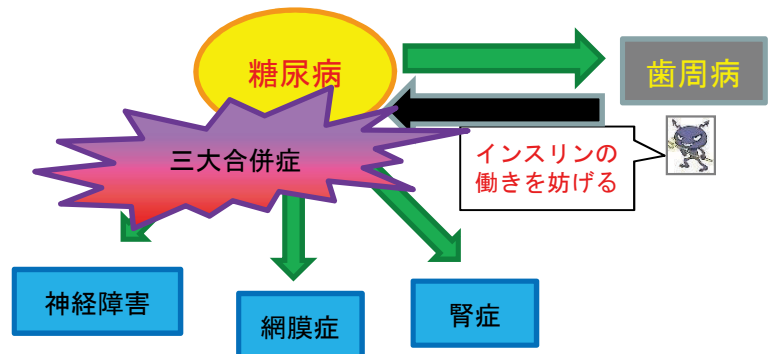 糖尿病
歯周病
三大合併症
インスリンの
働きを妨げる
神経障害
網膜症
腎症